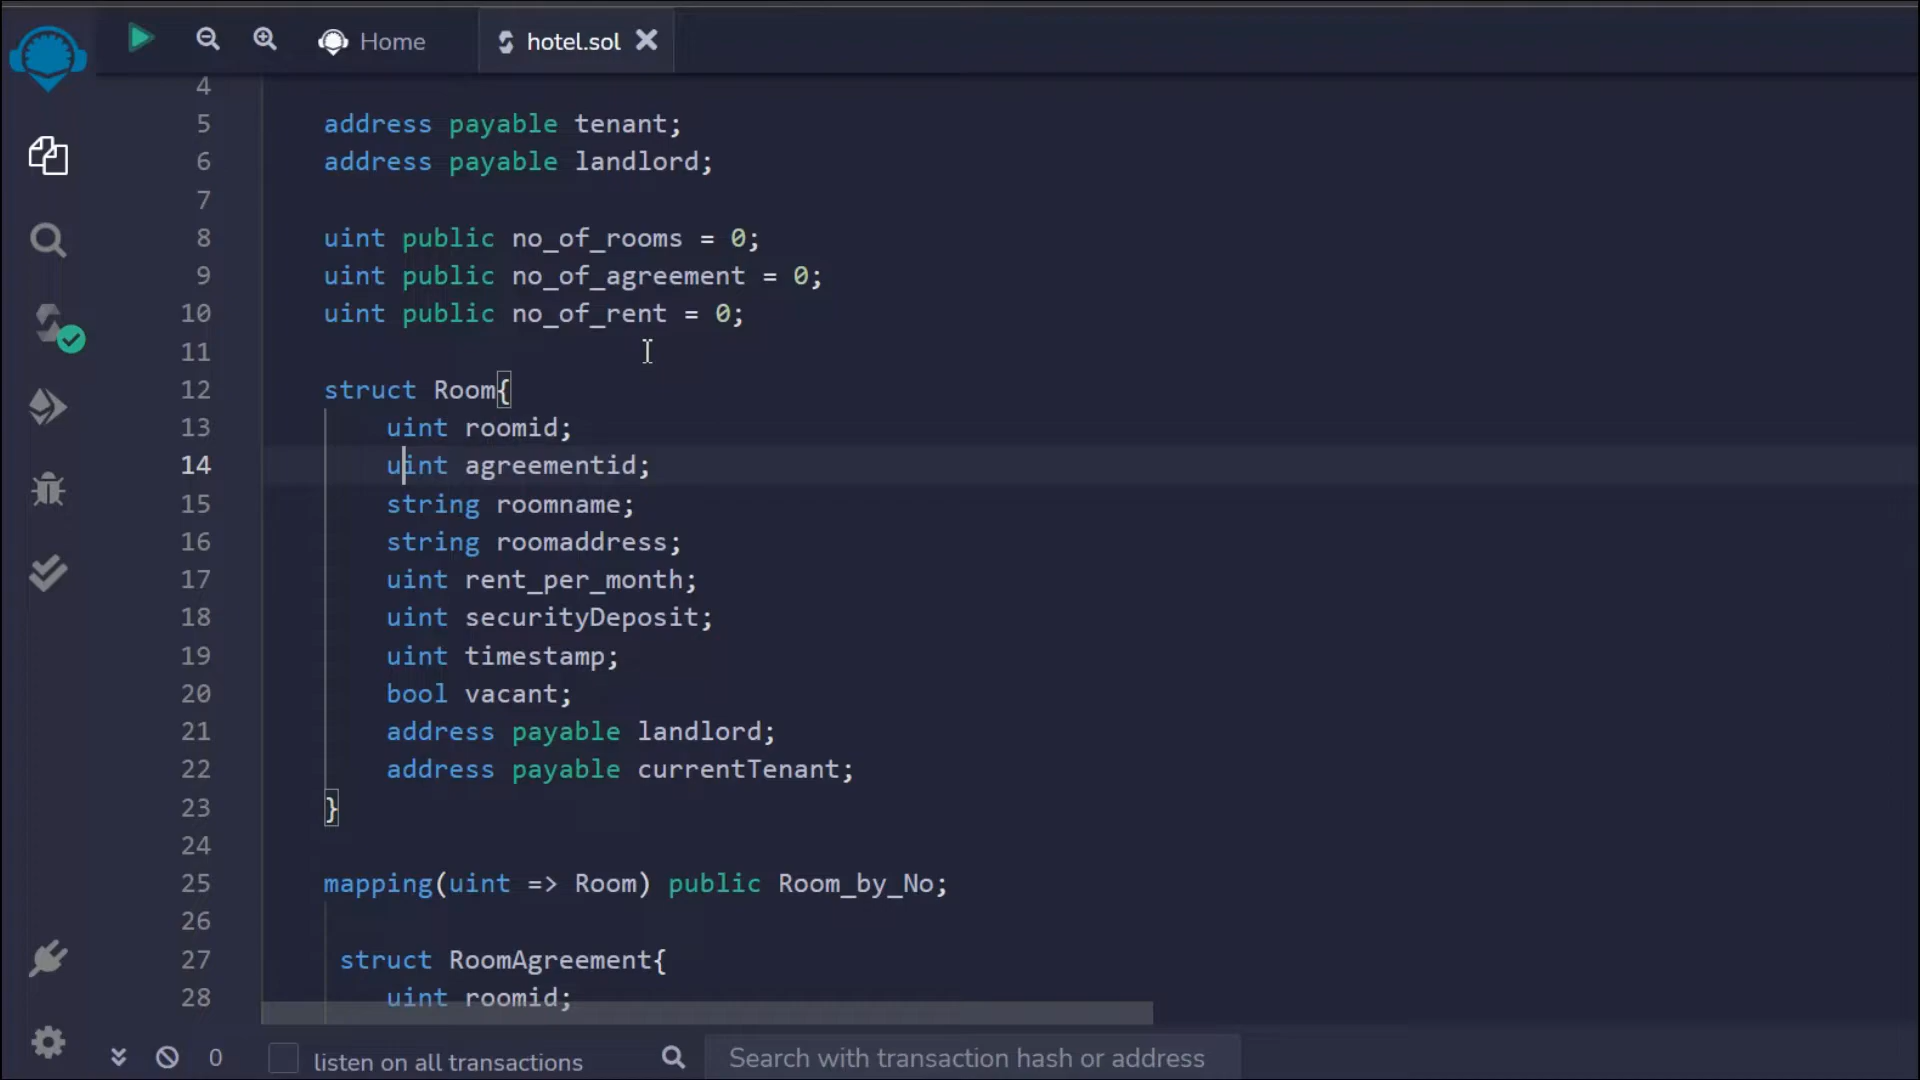 Home
hotel.sol
4
5 address payable tenant;
6 address payable landlord;
7
8 uint public no_of_rooms = 0;
9 uint public no_of_agreement = 0;
10 uint public no_of_rent = 0;
11
12 struct Room{
13 uint roomid;
14 uint agreementid;
15 string roomname;
16 string roomaddress;
17 uint rent_per_month;
18 uint securityDeposit;
19 uint timestamp;
20 bool vacant;
21 address payable landlord;
22 address payable currentTenant;
23 }
24
25 mapping(uint => Room) public Room_by_No;
26
27 struct RoomAgreement{
28 uint roomid;
0 listen on all transactions Search with transaction hash or address